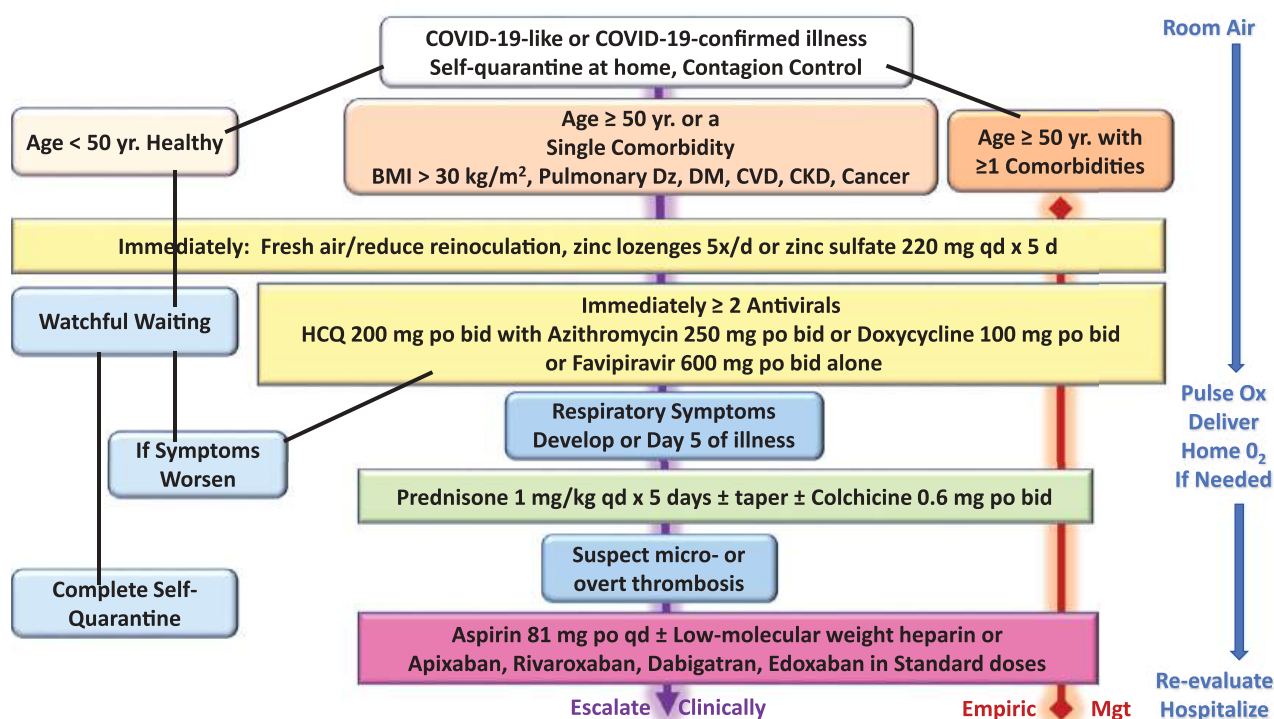 COVID-19-like or COVID-19-confirmed illness
Self-quarantine at home, Contagion Control
Room Air
Age < 50 yr. Healthy
Age ≥ 50 yr. or a
Single Comorbidity
BMI > 30 kg/m², Pulmonary Dz, DM, CVD, CKD, Cancer
Age ≥ 50 yr. with
≥1 Comorbidities
Immediately: Fresh air/reduce reinoculation, zinc lozenges 5x/d or zinc sulfate 220 mg qd x 5 d
Watchful Waiting
Immediately ≥ 2 Antivirals
HCQ 200 mg po bid with Azithromycin 250 mg po bid or Doxycycline 100 mg po bid
or Favipiravir 600 mg po bid alone
Pulse Ox
Deliver
Home 0₂
If Needed
Respiratory Symptoms
Develop or Day 5 of illness
If Symptoms
Worsen
Prednisone 1 mg/kg qd x 5 days ± taper ± Colchicine 0.6 mg po bid
Suspect micro- or
overt thrombosis
Complete Self-
Quarantine
Aspirin 81 mg po qd ± Low-molecular weight heparin or
Apixaban, Rivaroxaban, Dabigatran, Edoxaban in Standard doses
Escalate Clinically
Empiric Mgt
Re-evaluate
Hospitalize